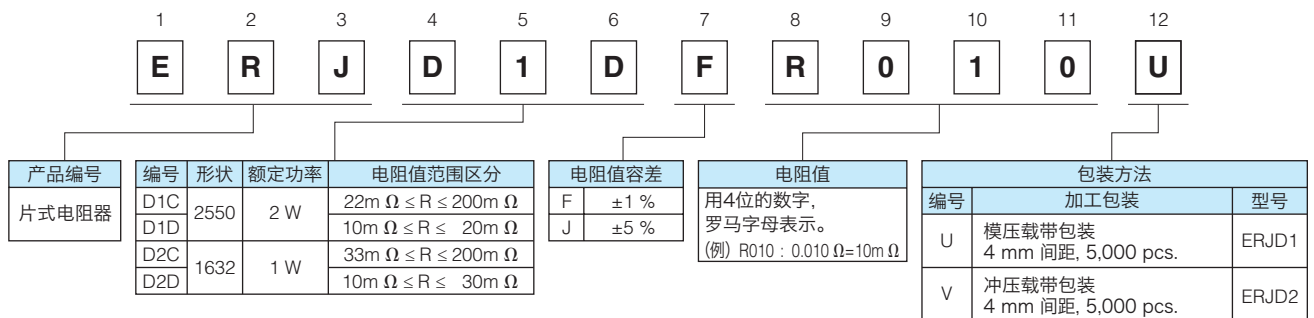 1 2 3 4 5 6 7 8 9 10 11 12
E R J D 1 D F R 0 1 0 U
产品编号
片式电阻器
编号 形状 额定功率 电阻值范围区分
D1C 2550 2 W 22m Ω ≤ R ≤ 200m Ω
D1D 10m Ω ≤ R ≤ 20m Ω
D2C 1632 1 W 33m Ω ≤ R ≤ 200m Ω
D2D 10m Ω ≤ R ≤ 30m Ω
电阻值容差
F ±1 %
J ±5 %
电阻值
用4位的数字,
罗马字母表示。
(例) R010 : 0.010 Ω=10m Ω
包装方法
编号 加工包装 型号
U 模压载带包装 ERJD1
4 mm 间距, 5,000 pcs.
V 冲压载带包装 ERJD2
4 mm 间距, 5,000 pcs.